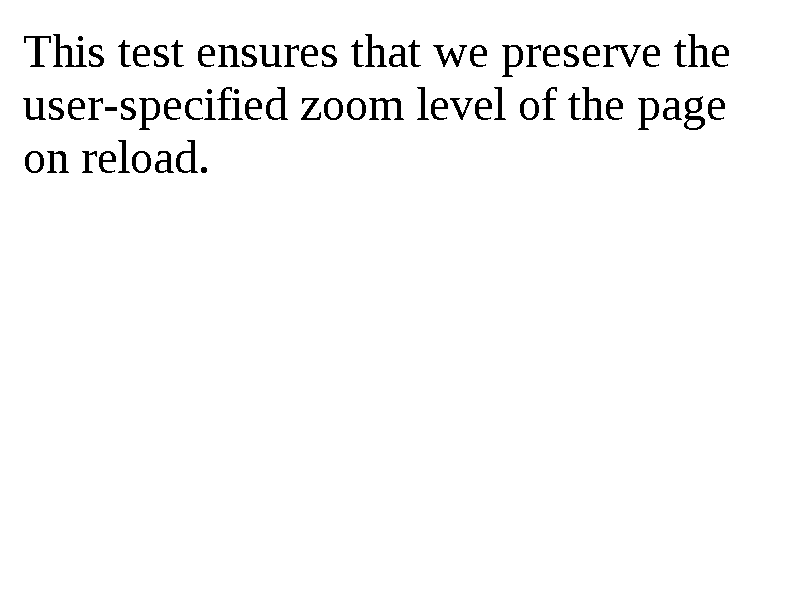 This test ensures that we preserve the
user-specified zoom level of the page
on reload.